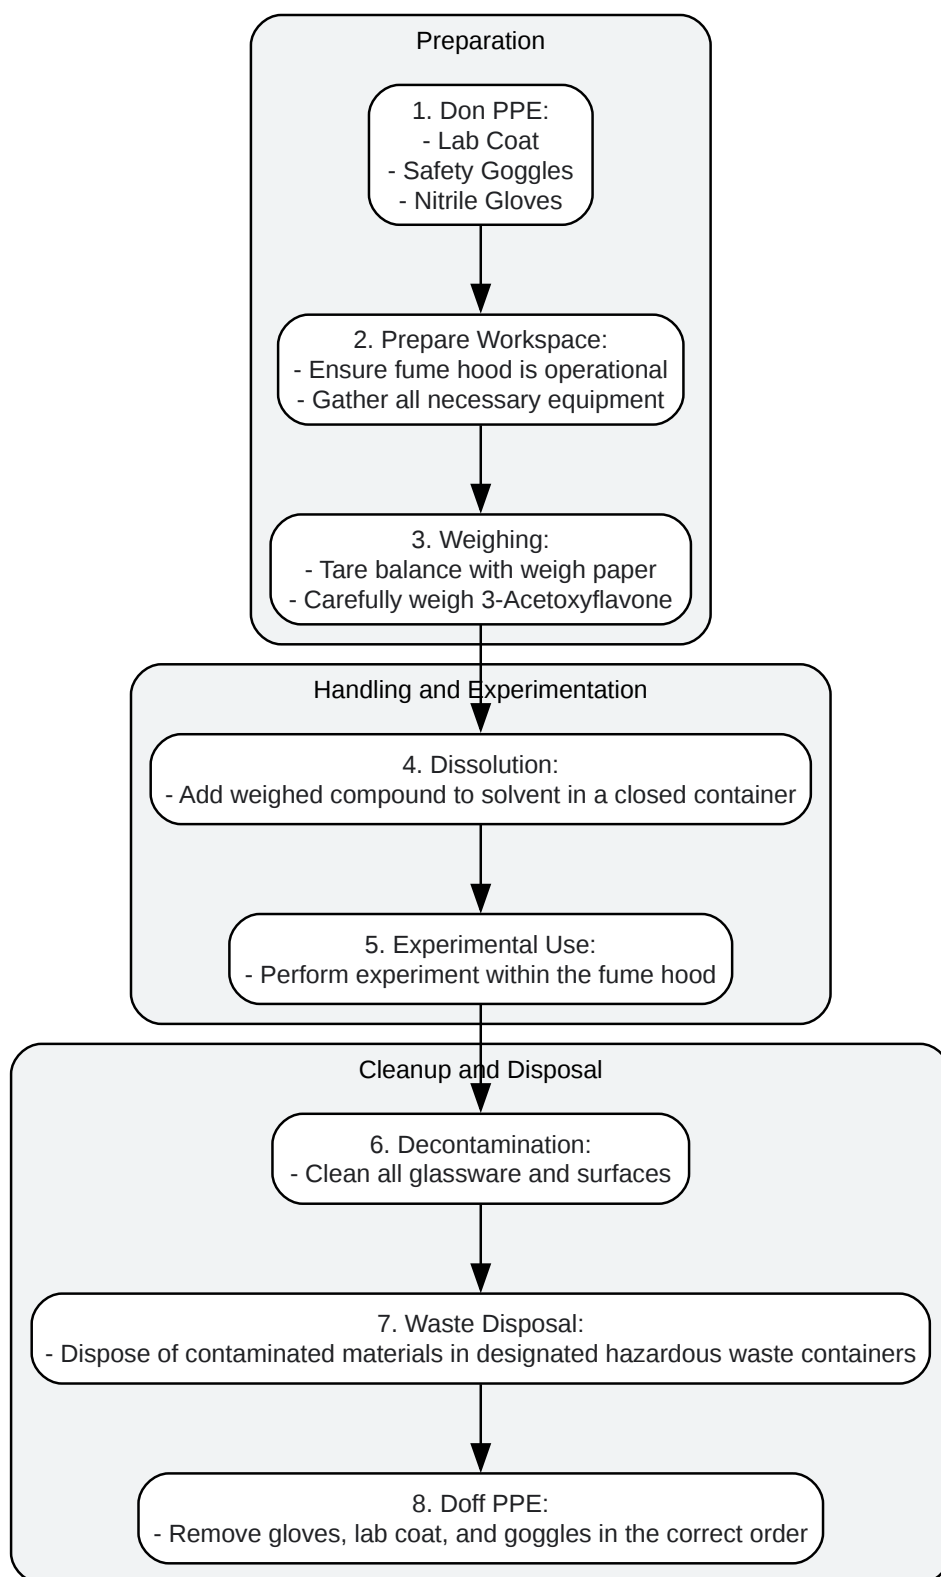 Preparation
1. Don PPE:
- Lab Coat
- Safety Goggles
- Nitrile Gloves
2. Prepare Workspace:
- Ensure fume hood is operational
- Gather all necessary equipment
3. Weighing:
- Tare balance with weigh paper
- Carefully weigh 3-Acetoxyflavone
Handling and Experimentation
4. Dissolution:
- Add weighed compound to solvent in a closed container
5. Experimental Use:
- Perform experiment within the fume hood
Cleanup and Disposal
6. Decontamination:
- Clean all glassware and surfaces
7. Waste Disposal:
- Dispose of contaminated materials in designated hazardous waste containers
8. Doff PPE:
- Remove gloves, lab coat, and goggles in the correct order